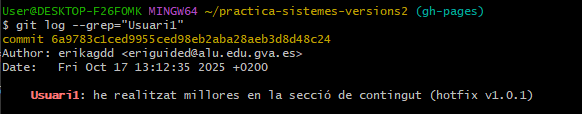 User@DESKTOP-F26FOMK MINGW64 ~/practica-sistemes-versions2 (gh-pages)
$ git log --grep="Usuari1"
commit 6a9783c1ced9955ced98eb2aba28aeb3d8d48c24
Author: erikagdd <eriguided@alu.edu.gva.es>
Date:   Fri Oct 17 13:12:35 2025 +0200
    Usuari1: he realitzat millores en la secció de contingut (hotfix v1.0.1)